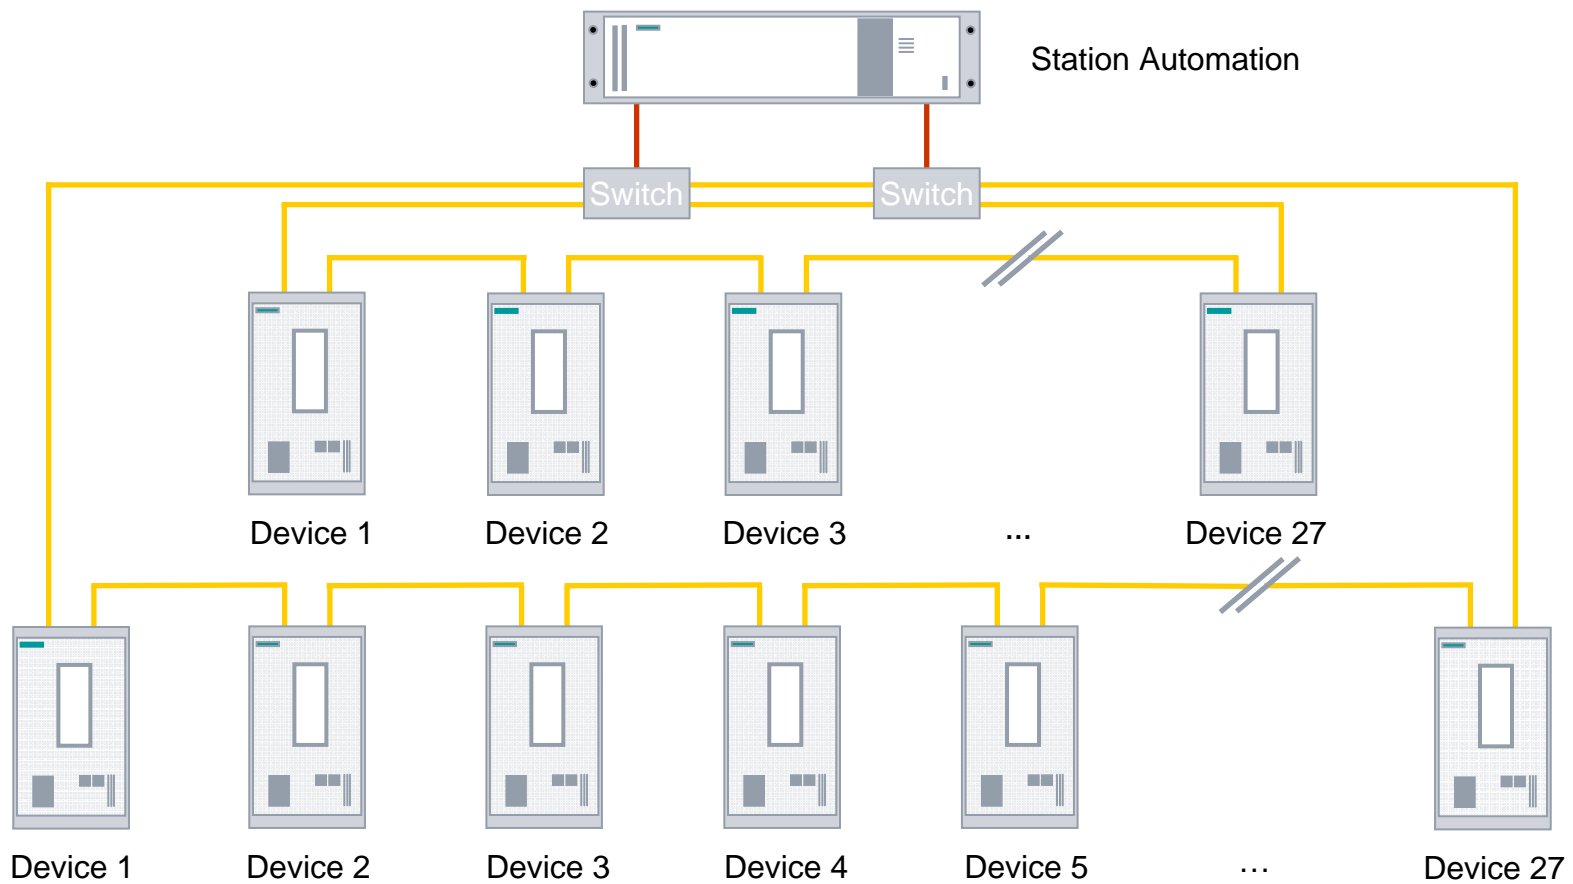 Station Automation
Switch Switch
Device 1 Device 2 Device 3 ... Device 27
Device 1 Device 2 Device 3 Device 4 Device 5 ... Device 27